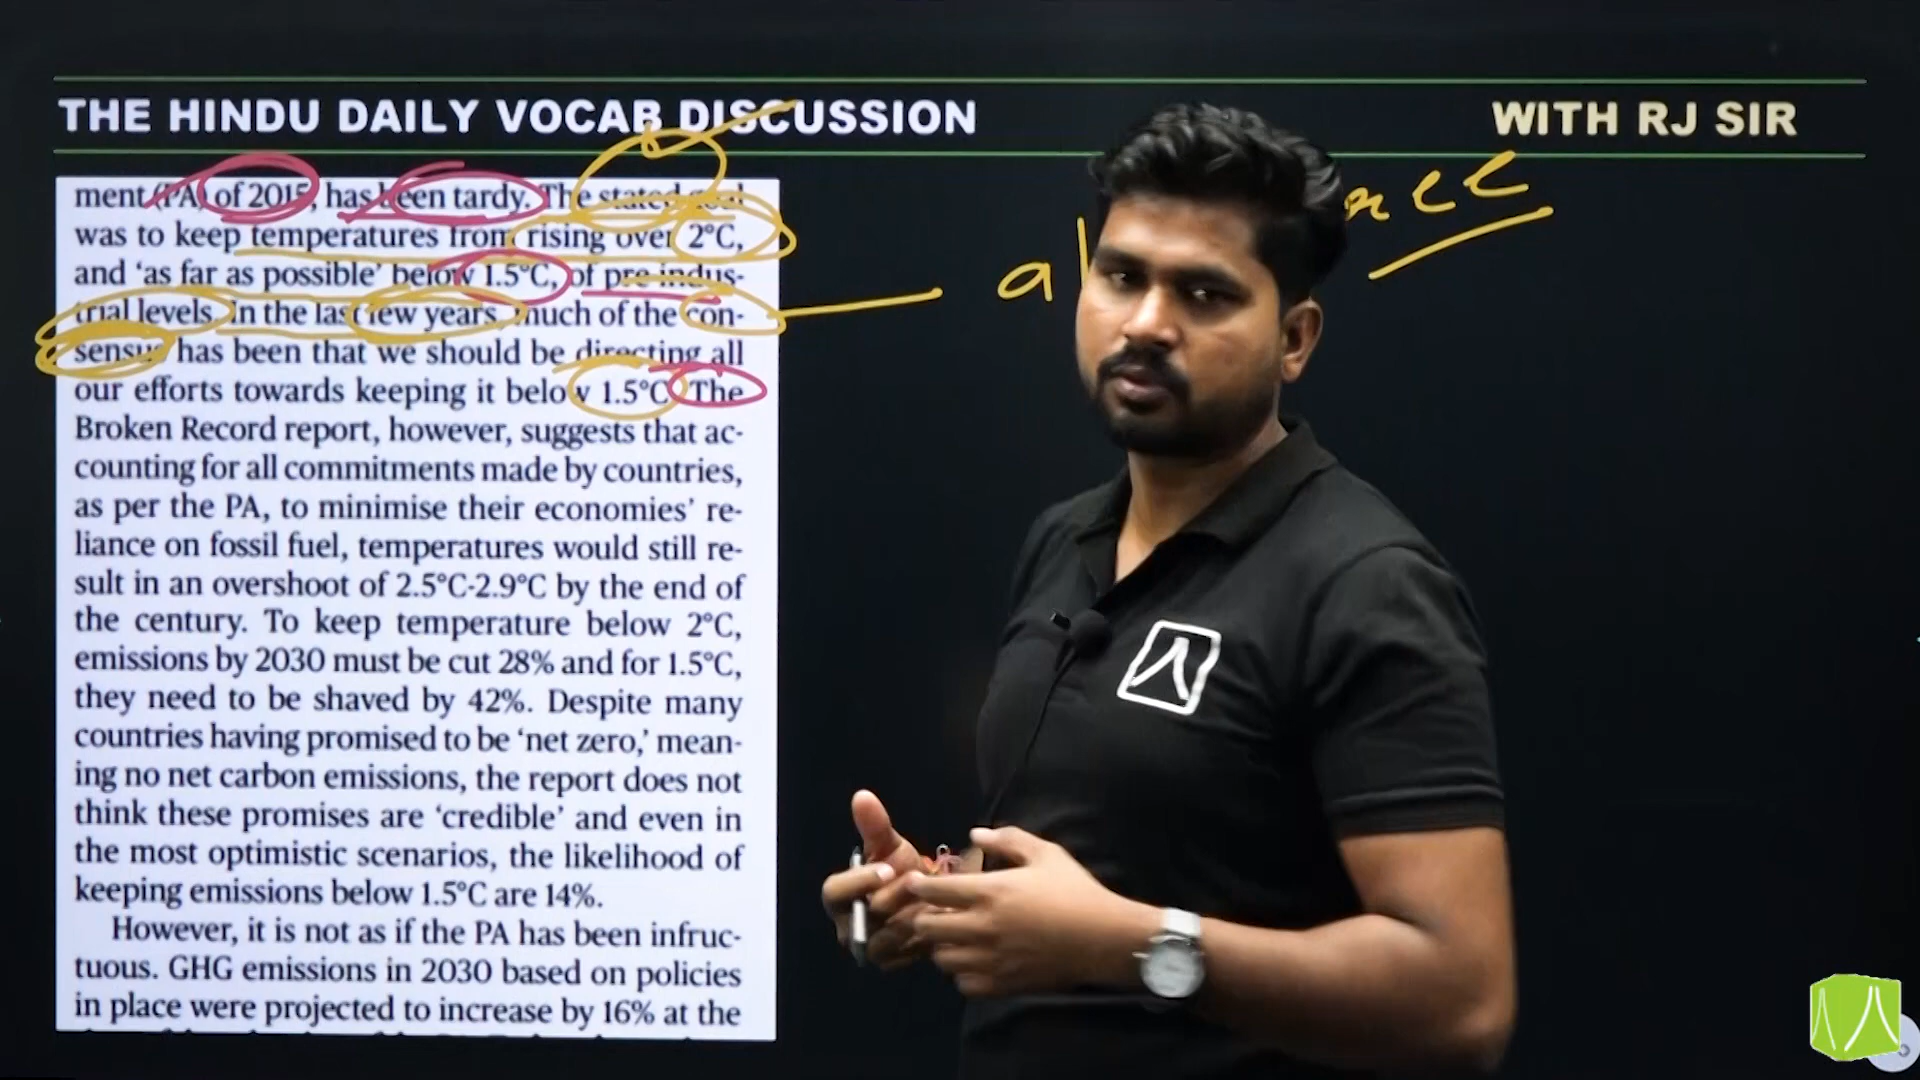 THE HINDU DAILY VOCAB DISCUSSION
WITH RJ SIR
ment (PA) of 2015, has been tardy. The stated goal
was to keep temperatures from rising over 2°C,
and ‘as far as possible’ below 1.5°C, of pre-indus-
trial levels. In the last few years, much of the con-
sensus has been that we should be directing all
our efforts towards keeping it below 1.5°C. The
Broken Record report, however, suggests that ac-
counting for all commitments made by countries,
as per the PA, to minimise their economies’ re-
liance on fossil fuel, temperatures would still re-
sult in an overshoot of 2.5°C-2.9°C by the end of
the century. To keep temperature below 2°C,
emissions by 2030 must be cut 28% and for 1.5°C,
they need to be shaved by 42%. Despite many
countries having promised to be ‘net zero,’ mean-
ing no net carbon emissions, the report does not
think these promises are ‘credible’ and even in
the most optimistic scenarios, the likelihood of
keeping emissions below 1.5°C are 14%.
However, it is not as if the PA has been infruc-
tuous. GHG emissions in 2030 based on policies
in place were projected to increase by 16% at the